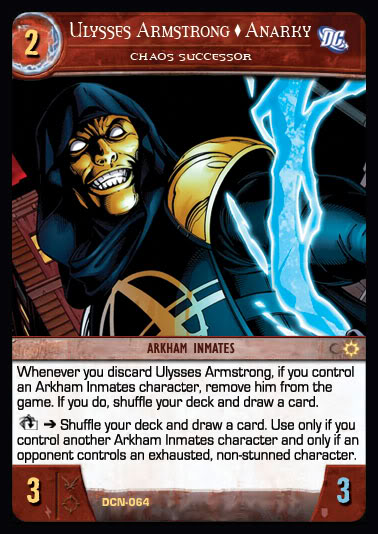 2
ULYSSES ARMSTRONG ♦ ANARKY
DC
CHAOS SUCCESSOR
ARKHAM INMATES
Whenever you discard Ulysses Armstrong, if you control
an Arkham Inmates character, remove him from the
game. If you do, shuffle your deck and draw a card.
➔ Shuffle your deck and draw a card. Use only if you
control another Arkham Inmates character and only if an
opponent controls an exhausted, non-stunned character.
3
DCN-064
3